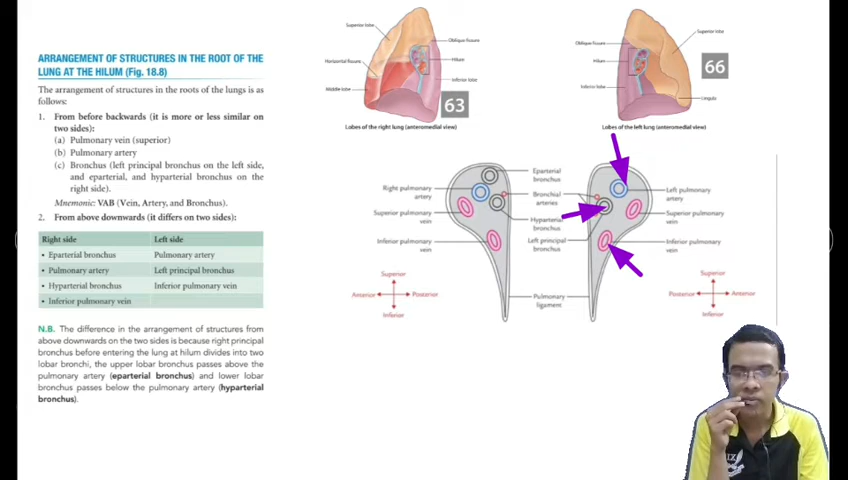 ARRANGEMENT OF STRUCTURES IN THE ROOT OF THE
LUNG AT THE HILUM (Fig. 18.8)
The arrangement of structures in the roots of the lungs is as
follows:
1. From before backwards (it is more or less similar on
two sides):
(a) Pulmonary vein (superior)
(b) Pulmonary artery
(c) Bronchus (left principal bronchus on the left side,
and eparterial, and hyparterial bronchus on the
right side).
Mnemonic: VAB (Vein, Artery, and Bronchus).
2. From above downwards (it differs on two sides):
Right side Left side
• Eparterial bronchus Pulmonary artery
• Pulmonary artery Left principal bronchus
• Hyparterial bronchus Inferior pulmonary vein
• Inferior pulmonary vein
N.B. The difference in the arrangement of structures from
above downwards on the two sides is because right principal
bronchus before entering the lung at hilum divides into two
lobar bronchi, the upper lobar bronchus passes above the
pulmonary artery (eparterial bronchus) and lower lobar
bronchus passes below the pulmonary artery (hyparterial
bronchus).
Superior lobe
Oblique fissure
Horizontal fissure
Hilum
Inferior lobe
Middle lobe
63
Lobes of the right lung (anteromedial view)
Superior lobe
Oblique fissure
Hilum
66
Inferior lobe
Lingula
Lobes of the left lung (anteromedial view)
Eparterial
bronchus
Right pulmonary
artery
Bronchial
arteries
Left pulmonary
artery
Superior pulmonary
vein
Hyparterial
bronchus
Superior pulmonary
vein
Inferior pulmonary
vein
Left principal
bronchus
Inferior pulmonary
vein
Superior
Anterior
Posterior
Inferior
Pulmonary
ligament
Superior
Posterior
Anterior
Inferior